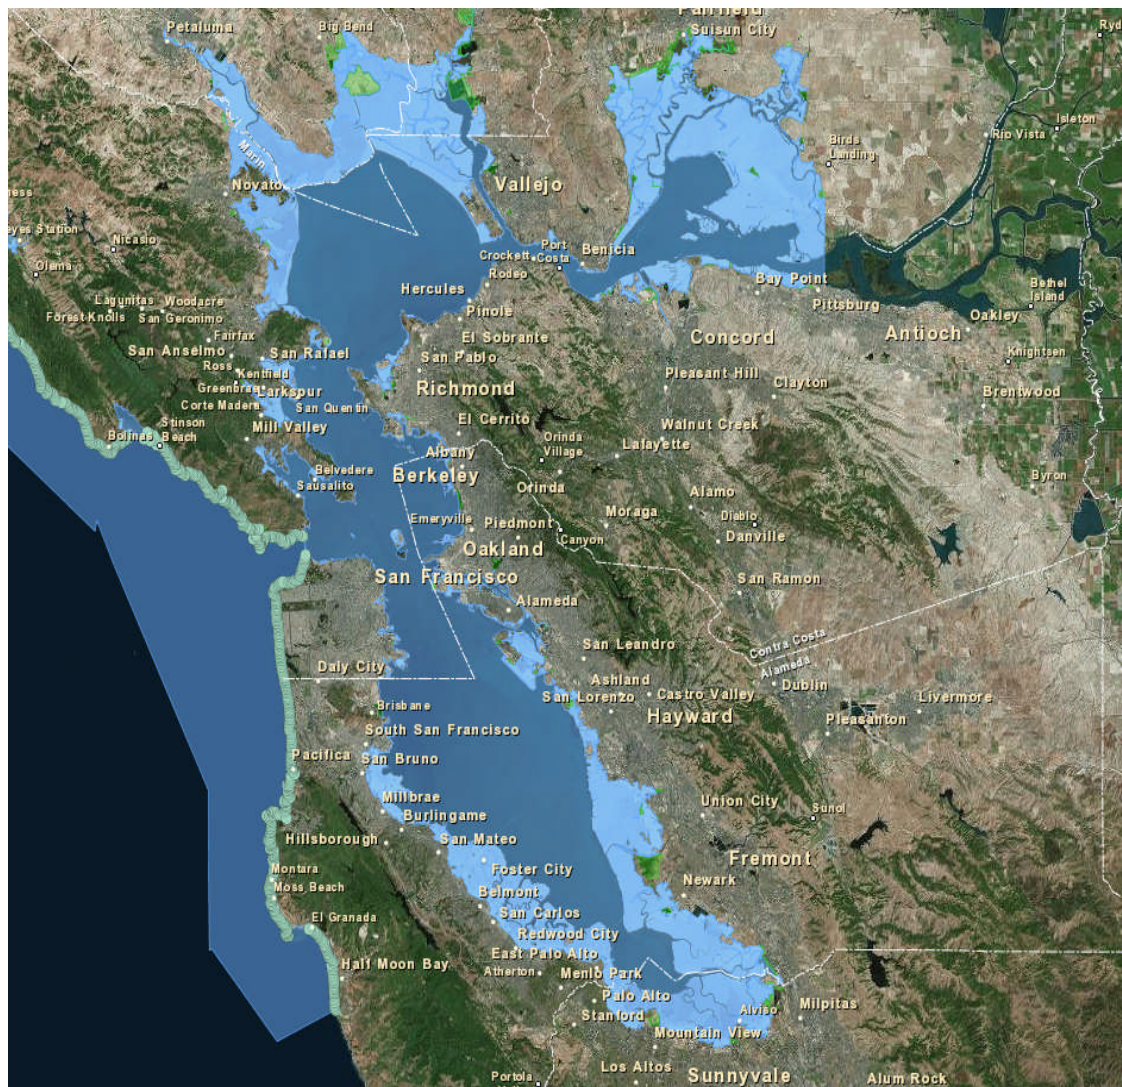 Fairfield
Petaluma
Big Bend
Suisun City
Ryd
Isleton
Rio Vista
Birds
Landing
Marin
Novato
Vallejo
ness
eyes Station
Nicasio
Olema
Crockett
Port
Costa
Benicia
Rodeo
Bay Point
Hercules
Pittsburg
Bethel
Island
Lagunitas
Woodacre
Forest Knolls
San Geronimo
Pinole
Oakley
Fairfax
El Sobrante
Concord
Antioch
San Anselmo
San Rafael
San Pablo
Knightsen
Ross
Kentfield
Richmond
Pleasant Hill
Clayton
Greenbrae
Larkspur
Brentwood
Corte Madera
San Quentin
Stinson
Beach
Mill Valley
El Cerrito
Walnut Creek
Bolinas
Orinda
Village
Lafayette
Albany
Belvedere
Berkeley
Byron
Sausalito
Orinda
Alamo
Emeryville
Piedmont
Moraga
Diablo
Oakland
Canyon
Danville
San Francisco
San Ramon
Alameda
San Leandro
Contra Costa
Alameda
Daly City
Ashland
Dublin
San Lorenzo
Castro Valley
Livermore
Brisbane
Hayward
Pleasanton
South San Francisco
Pacifica
San Bruno
Millbrae
Union City
Sunol
Burlingame
Hillsborough
San Mateo
Fremont
Montara
Foster City
Moss Beach
Newark
Belmont
El Granada
San Carlos
Redwood City
East Palo Alto
Half Moon Bay
Atherton
Menlo Park
Palo Alto
Alviso
Milpitas
Stanford
Mountain View
Los Altos
Portola
Sunnyvale
Alum Rock